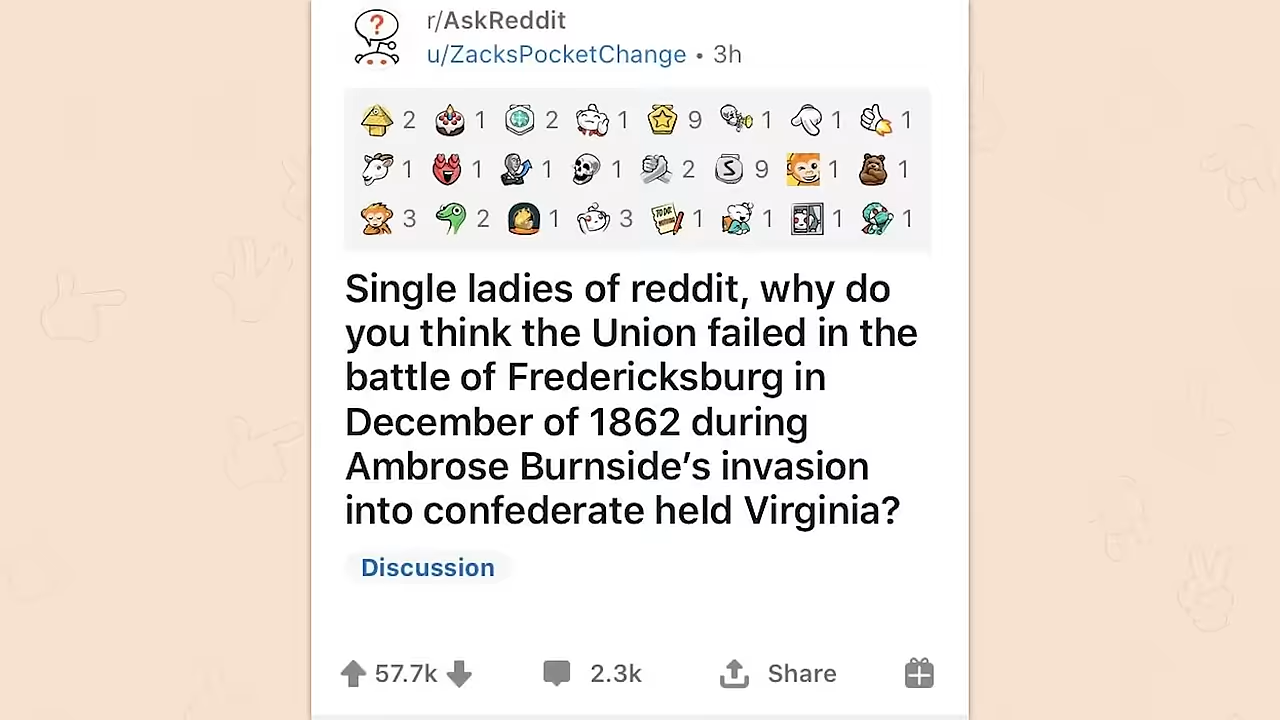 r/AskReddit
u/ZacksPocketChange • 3h
2 1 2 1 9 1 1 1
1 1 1 1 2 S 9 1 1
3 2 1 3 1 1 1 1
Single ladies of reddit, why do
you think the Union failed in the
battle of Fredericksburg in
December of 1862 during
Ambrose Burnside’s invasion
into confederate held Virginia?
Discussion
57.7k 2.3k Share